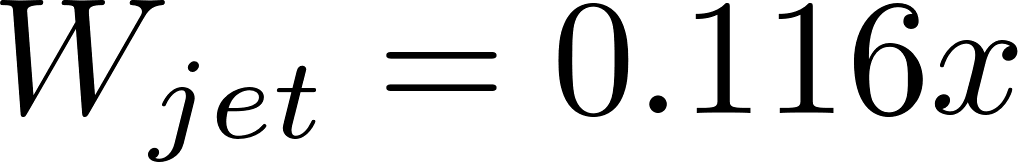 W_{jet} = 0.116x